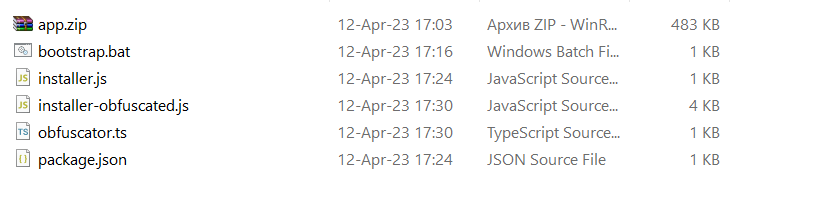 app.zip 12-Apr-23 17:03 Архив ZIP - WinR... 483 KB
bootstrap.bat 12-Apr-23 17:16 Windows Batch Fi... 1 KB
installer.js 12-Apr-23 17:24 JavaScript Source... 1 KB
installer-obfuscated.js 12-Apr-23 17:30 JavaScript Source... 4 KB
obfuscator.ts 12-Apr-23 17:30 TypeScript Source... 1 KB
package.json 12-Apr-23 17:24 JSON Source File 1 KB